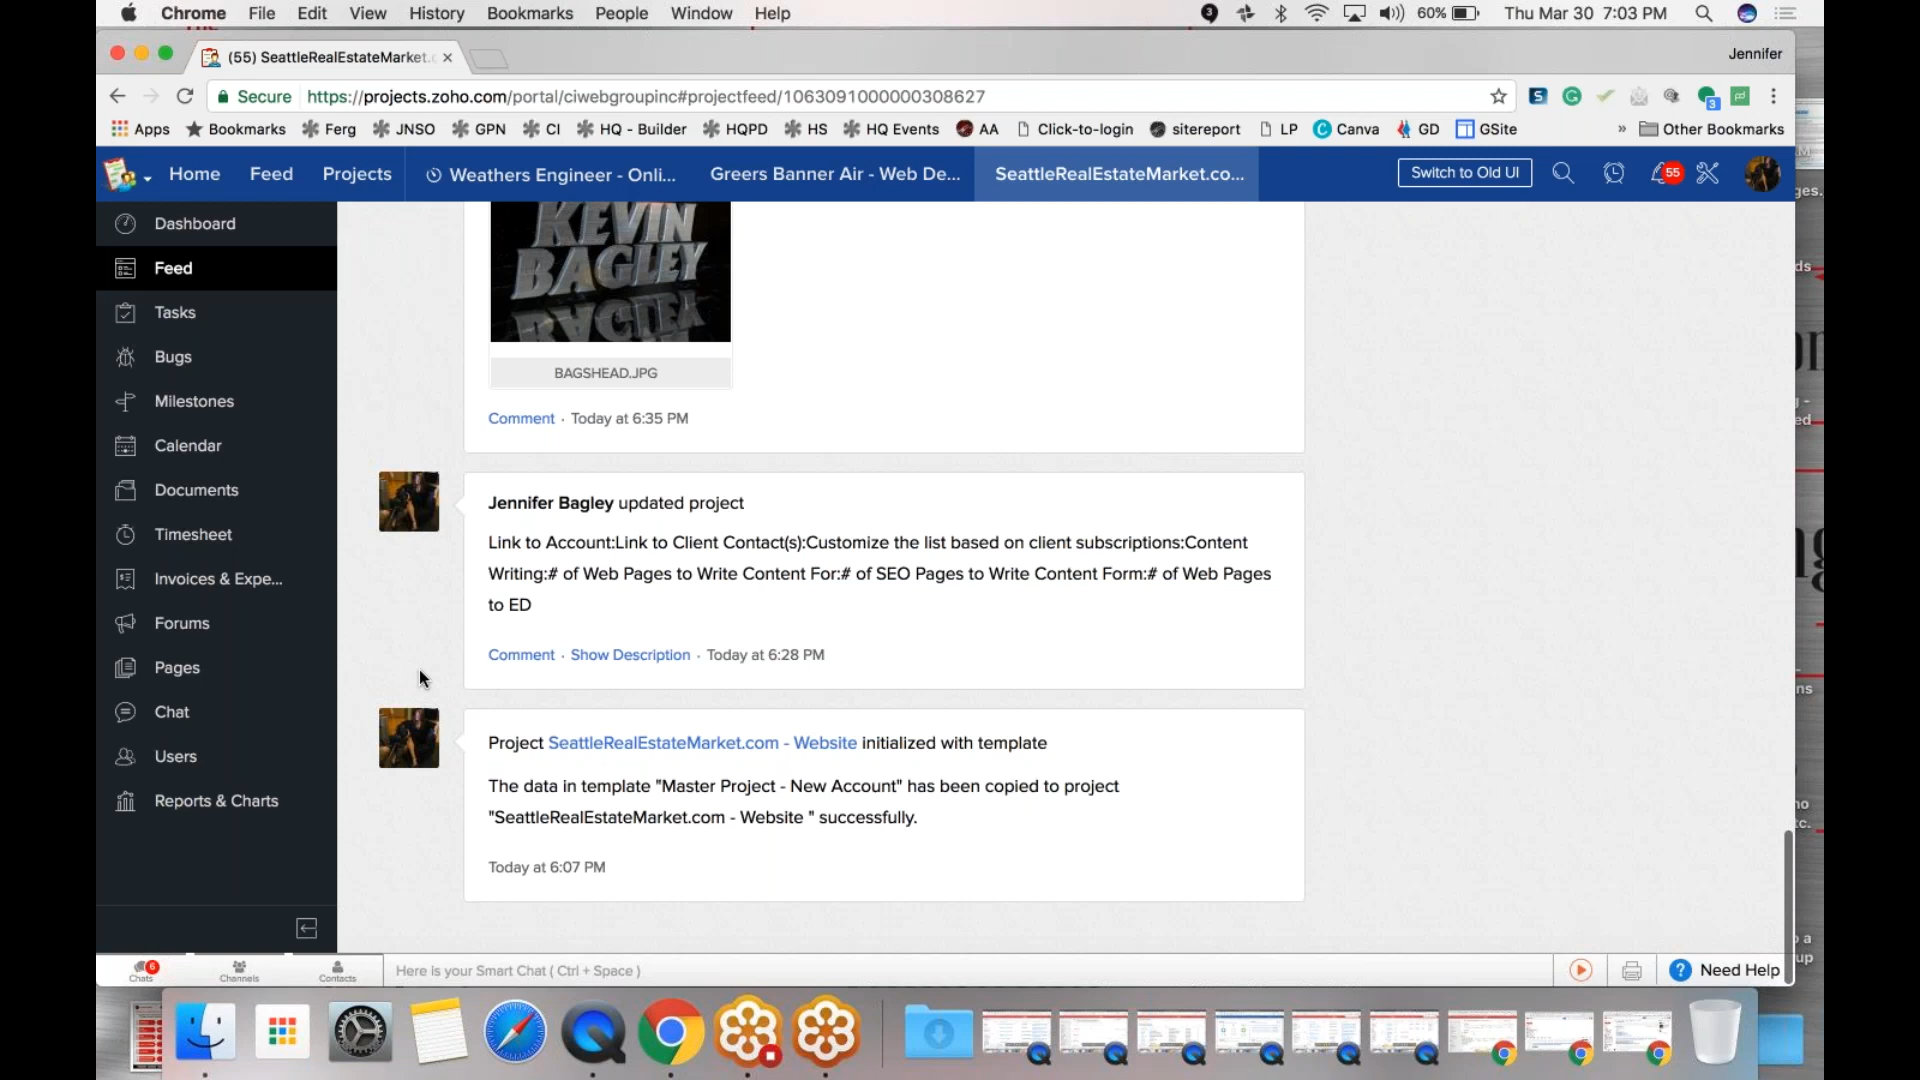 Chrome File Edit View History Bookmarks People Window Help
3 60% Thu Mar 30 7:03 PM
(55) SeattleRealEstateMarket.
Jennifer
Secure https://projects.zoho.com/portal/ciwebgroupinc#projectfeed/1063091000000308627
S 3 pd
Apps Bookmarks Ferg JNSO GPN CI HQ - Builder HQPD HS HQ Events AA Click-to-login sitereport LP Canva GD GSite » Other Bookmarks
Home Feed Projects Weathers Engineer - Onli... Greers Banner Air - Web De... SeattleRealEstateMarket.co... Switch to Old UI 55
Dashboard
Feed
Tasks
Bugs
Milestones
Calendar
Documents
Timesheet
Invoices & Expe...
Forums
Pages
Chat
Users
Reports & Charts
KEVIN
BAGLEY
BAGSHEAD.JPG
Comment · Today at 6:35 PM
Jennifer Bagley updated project
Link to Account:Link to Client Contact(s):Customize the list based on client subscriptions:Content
Writing:# of Web Pages to Write Content For:# of SEO Pages to Write Content Form:# of Web Pages
to ED
Comment · Show Description · Today at 6:28 PM
Project SeattleRealEstateMarket.com - Website initialized with template
The data in template "Master Project - New Account" has been copied to project
"SeattleRealEstateMarket.com - Website " successfully.
Today at 6:07 PM
6
Chats Channels Contacts Here is your Smart Chat ( Ctrl + Space ) ? Need Help